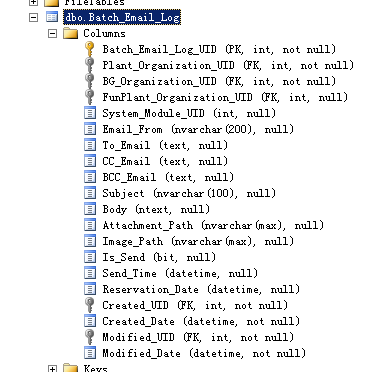 FileTables
dbo.Batch_Email_Log
Columns
Batch_Email_Log_UID (PK, int, not null)
Plant_Organization_UID (FK, int, not null)
BG_Organization_UID (FK, int, not null)
FunPlant_Organization_UID (FK, int, null)
System_Module_UID (int, null)
Email_From (nvarchar(200), null)
To_Email (text, null)
CC_Email (text, null)
BCC_Email (text, null)
Subject (nvarchar(100), null)
Body (ntext, null)
Attachment_Path (nvarchar(max), null)
Image_Path (nvarchar(max), null)
Is_Send (bit, null)
Send_Time (datetime, null)
Reservation_Date (datetime, null)
Created_UID (FK, int, not null)
Created_Date (datetime, not null)
Modified_UID (FK, int, not null)
Modified_Date (datetime, not null)
Keys